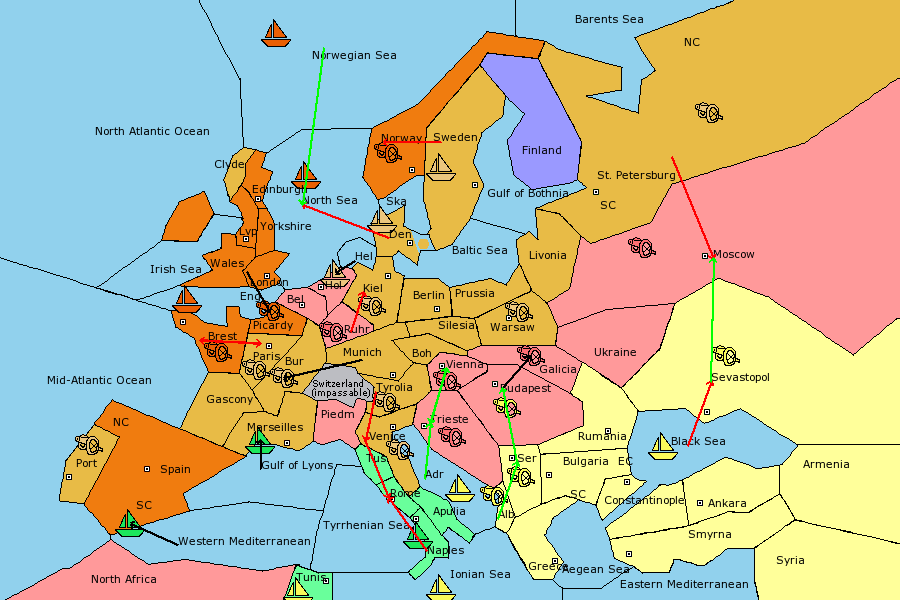 Barents Sea
NC
Norwegian Sea
North Atlantic Ocean
Norway
Sweden
Finland
Clyde
St. Petersburg
Edinburgh
Gulf of Bothnia
North Sea
Ska
SC
Lvp
Yorkshire
Den
Baltic Sea
Livonia
Moscow
Irish Sea
Wales
Hel
London
Hol
Kiel
Eng
Bel
Berlin
Prussia
Picardy
Silesia
Warsaw
Ruhr
Brest
Paris
Bur
Munich
Boh
Ukraine
Vienna
Galicia
Mid-Atlantic Ocean
Switzerland
(impassable)
Tyrolia
Budapest
Sevastopol
Gascony
Piedm
NC
Marseilles
Trieste
Venice
Rumania
Black Sea
Port
Spain
Gulf of Lyons
Tus
Adr
Ser
Bulgaria
EC
Armenia
Rome
SC
Constantinople
Ankara
SC
Apulia
Alb
Tyrrhenian Sea
Smyrna
Western Mediterranean
Naples
Syria
North Africa
Tunis
Ionian Sea
Greece
Aegean Sea
Eastern Mediterranean